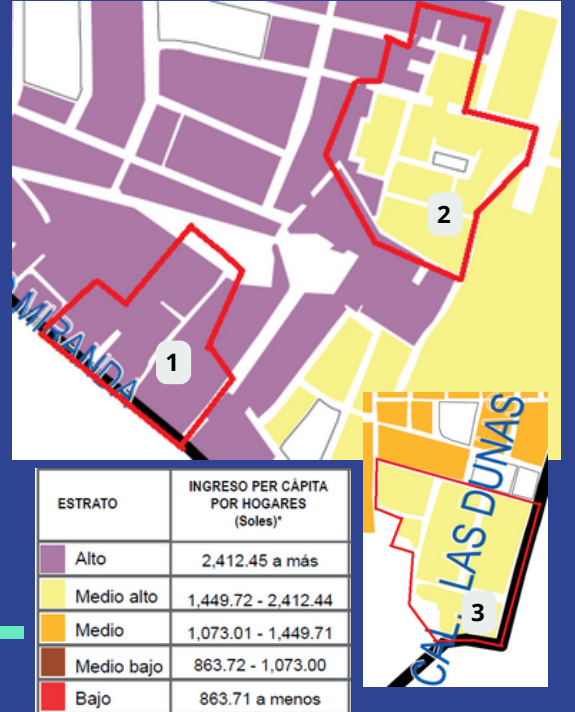 2
1
O MIRANDA
CAL. LAS DUNAS
3
ESTRATO
INGRESO PER CÁPITA
POR HOGARES
(Soles)*
Alto
2,412.45 a más
Medio alto
1,449.72 - 2,412.44
Medio
1,073.01 - 1,449.71
Medio bajo
863.72 - 1,073.00
Bajo
863.71 a menos